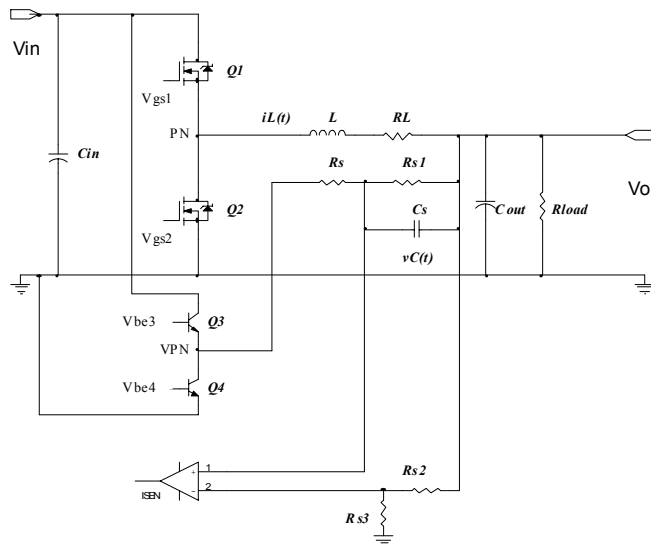 Vin
Q1
Vgs1
iL(t) L RL
PN
Cin
Rs Rs1
Q2
Cs
Cout Rload
Vo
Vgs2
vC(t)
Vbe3 Q3
VPN
Vbe4 Q4
1
+
Rs2
ISEN
2
-
Rs3